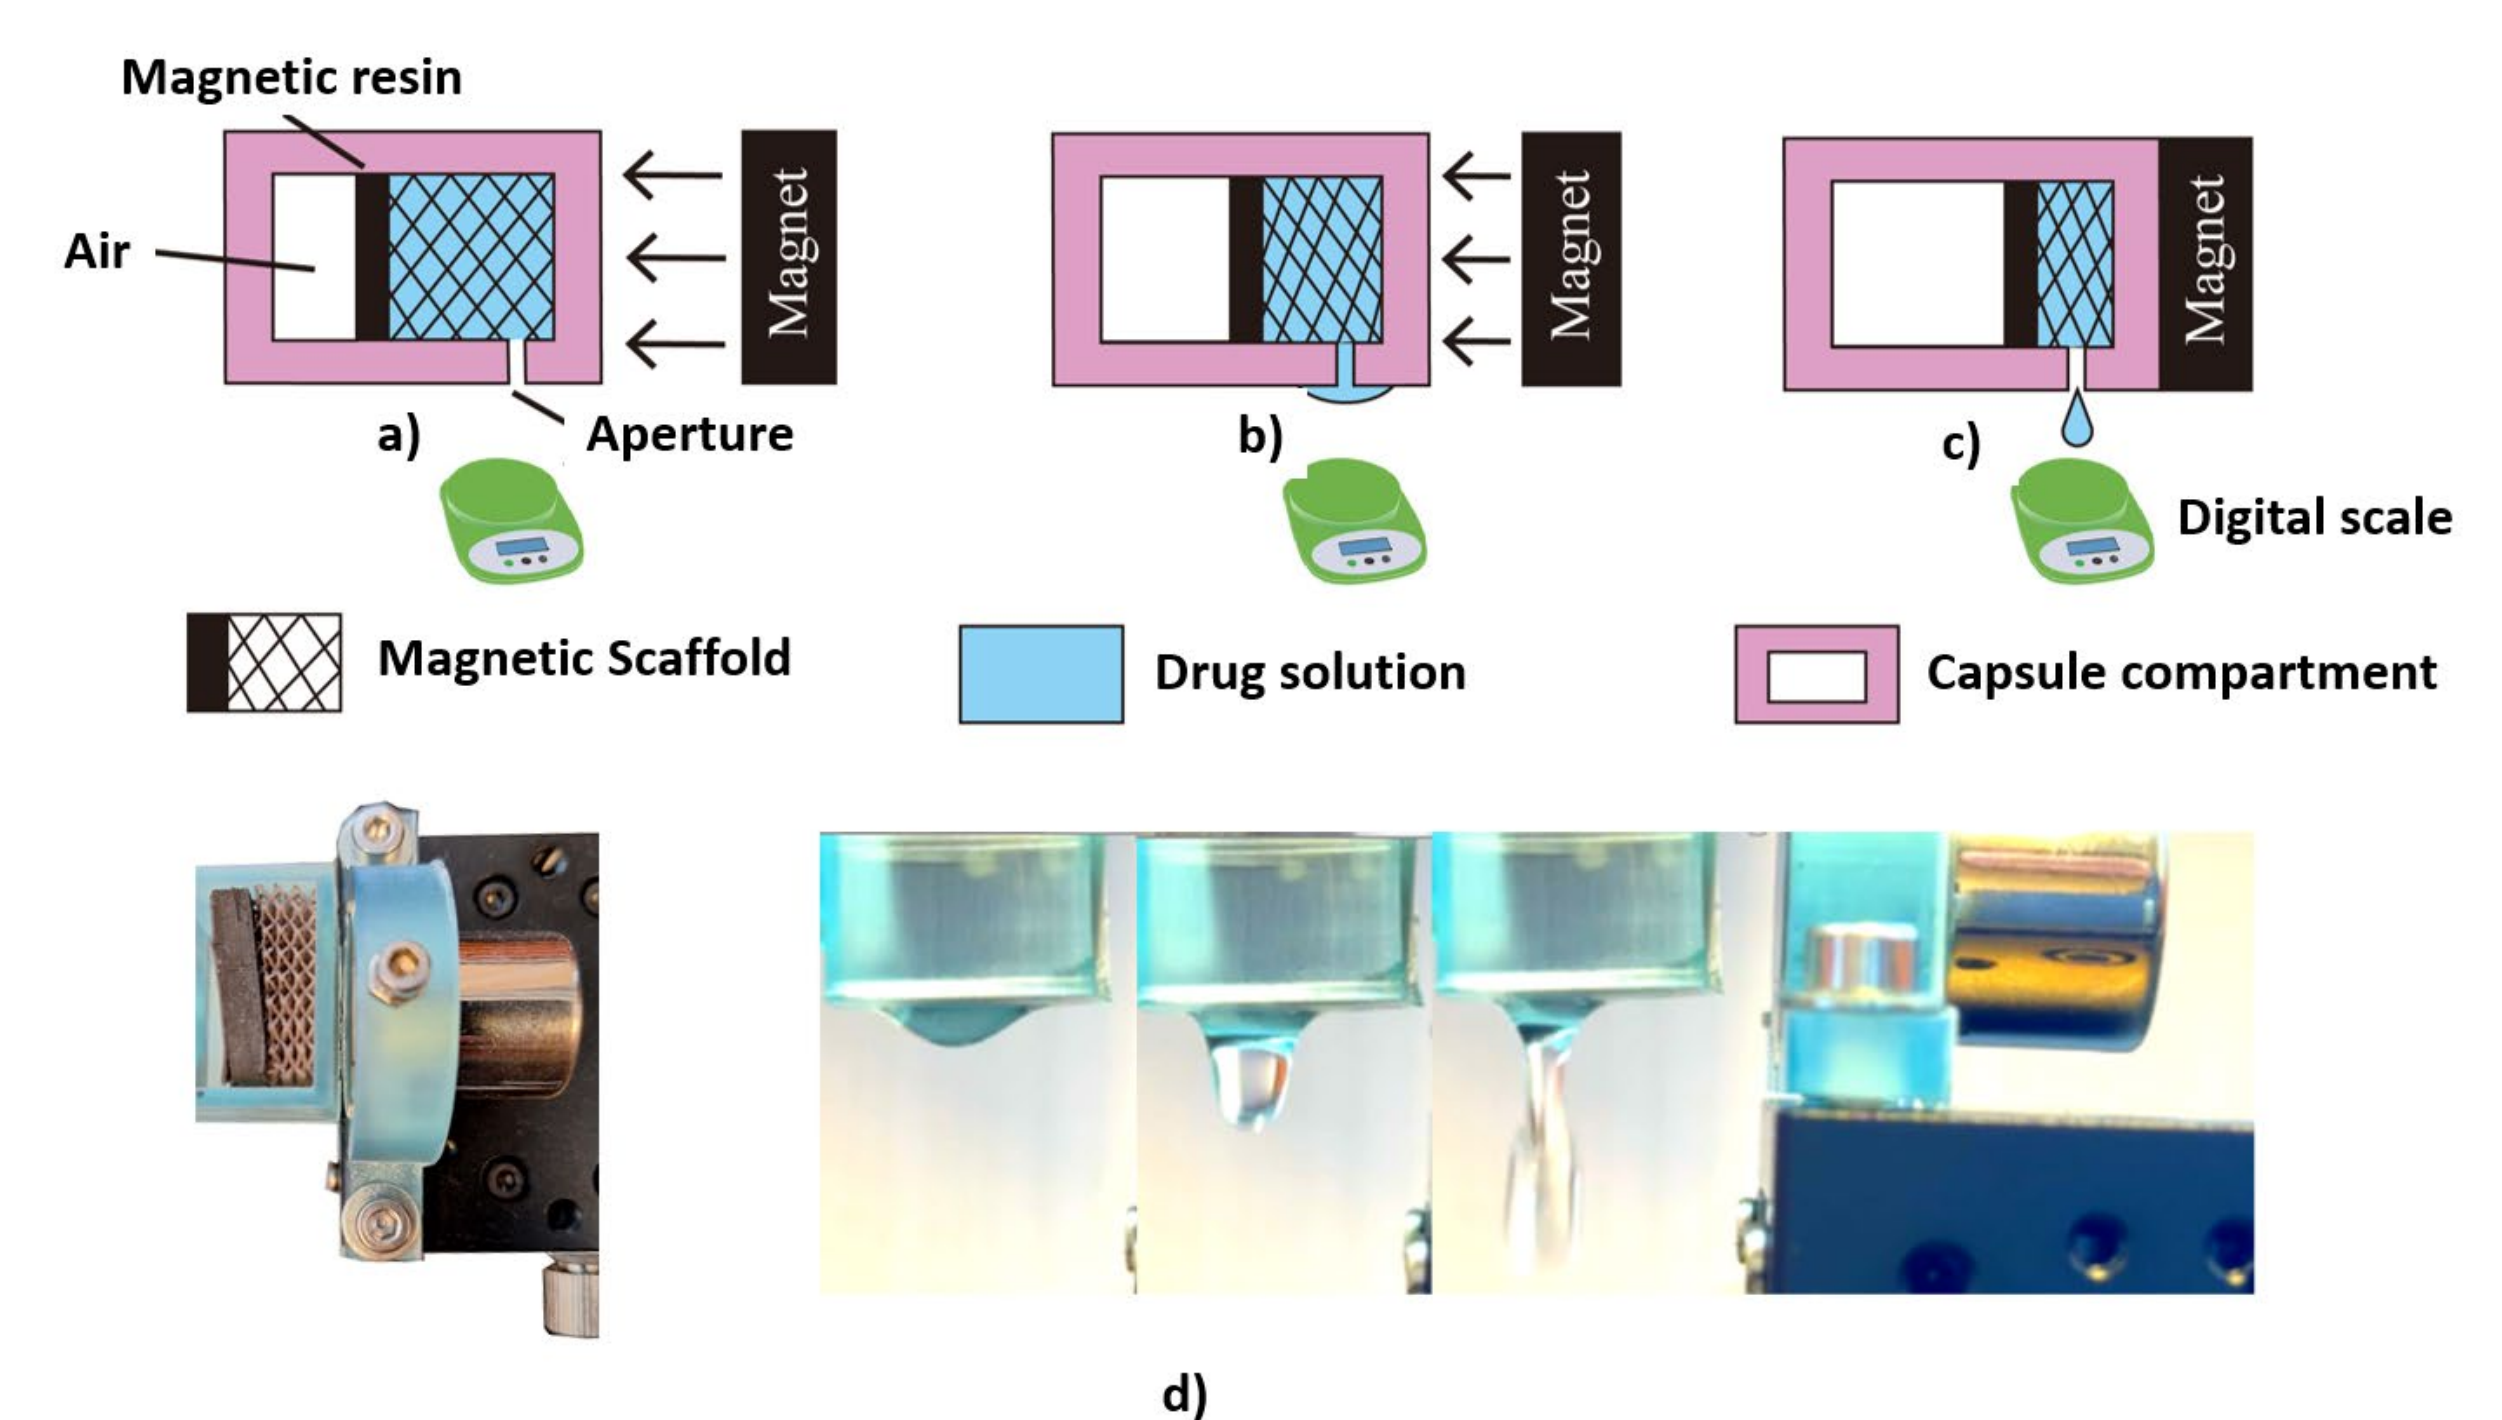 Magnetic resin
Air
Magnet
Magnet
Magnet
a)
Aperture
b)
c)
Digital scale
Magnetic Scaffold
Drug solution
Capsule compartment
d)